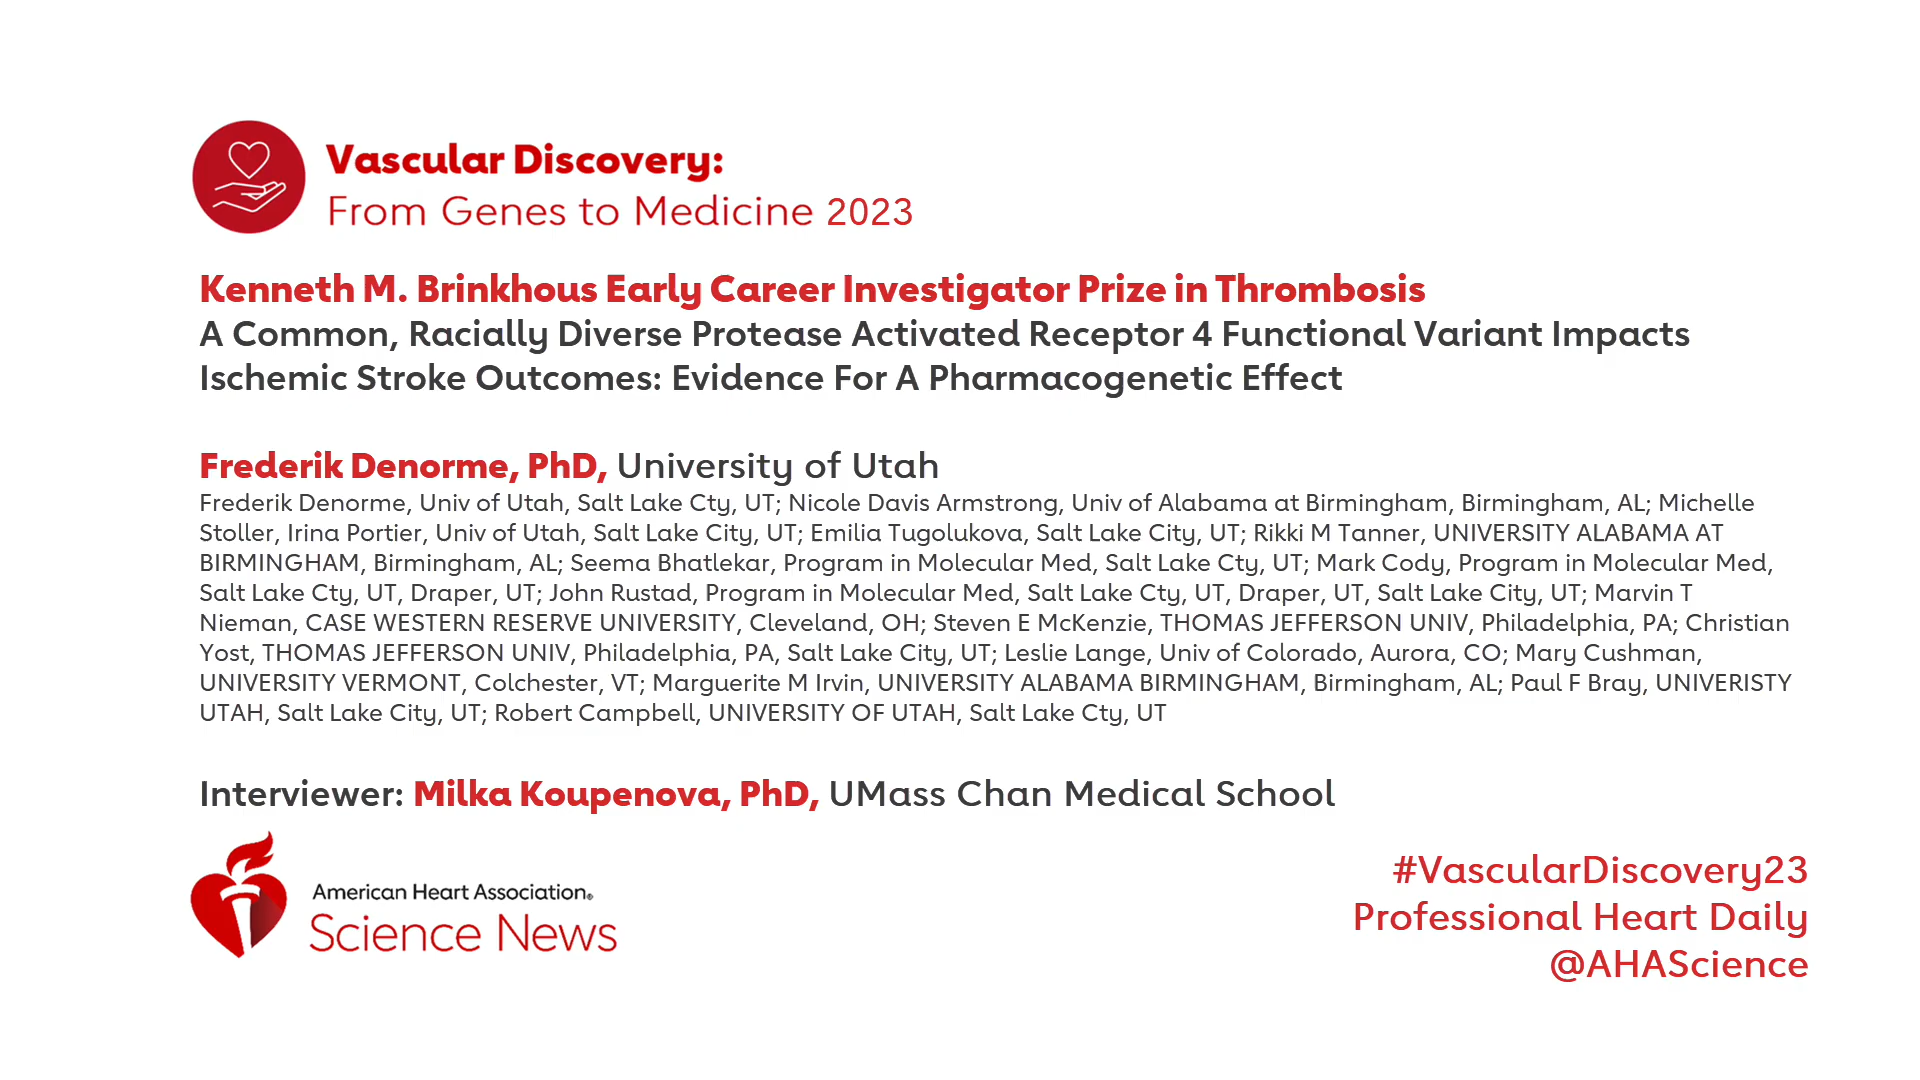 Vascular Discovery:
From Genes to Medicine 2023
Kenneth M. Brinkhous Early Career Investigator Prize in Thrombosis
A Common, Racially Diverse Protease Activated Receptor 4 Functional Variant Impacts
Ischemic Stroke Outcomes: Evidence For A Pharmacogenetic Effect
Frederik Denorme, PhD, University of Utah
Frederik Denorme, Univ of Utah, Salt Lake Cty, UT; Nicole Davis Armstrong, Univ of Alabama at Birmingham, Birmingham, AL; Michelle
Stoller, Irina Portier, Univ of Utah, Salt Lake City, UT; Emilia Tugolukova, Salt Lake City, UT; Rikki M Tanner, UNIVERSITY ALABAMA AT
BIRMINGHAM, Birmingham, AL; Seema Bhatlekar, Program in Molecular Med, Salt Lake Cty, UT; Mark Cody, Program in Molecular Med,
Salt Lake Cty, UT, Draper, UT; John Rustad, Program in Molecular Med, Salt Lake Cty, UT, Draper, UT, Salt Lake City, UT; Marvin T
Nieman, CASE WESTERN RESERVE UNIVERSITY, Cleveland, OH; Steven E McKenzie, THOMAS JEFFERSON UNIV, Philadelphia, PA; Christian
Yost, THOMAS JEFFERSON UNIV, Philadelphia, PA, Salt Lake City, UT; Leslie Lange, Univ of Colorado, Aurora, CO; Mary Cushman,
UNIVERSITY VERMONT, Colchester, VT; Marguerite M Irvin, UNIVERSITY ALABAMA BIRMINGHAM, Birmingham, AL; Paul F Bray, UNIVERISTY
UTAH, Salt Lake City, UT; Robert Campbell, UNIVERSITY OF UTAH, Salt Lake Cty, UT
Interviewer: Milka Koupenova, PhD, UMass Chan Medical School
American Heart Association®
Science News
#VascularDiscovery23
Professional Heart Daily
@AHAScience